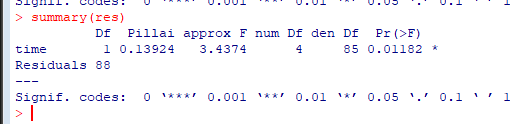 Signif. codes:  0 ‘***’ 0.001 ‘**’ 0.01 ‘*’ 0.05 ‘.’ 0.1 ‘ ’ 1
> summary(res)
          Df  Pillai approx F num Df den Df  Pr(>F)
time       1 0.13924   3.4374      4     85 0.01182 *
Residuals 88
---
Signif. codes:  0 ‘***’ 0.001 ‘**’ 0.01 ‘*’ 0.05 ‘.’ 0.1 ‘ ’ 1
>